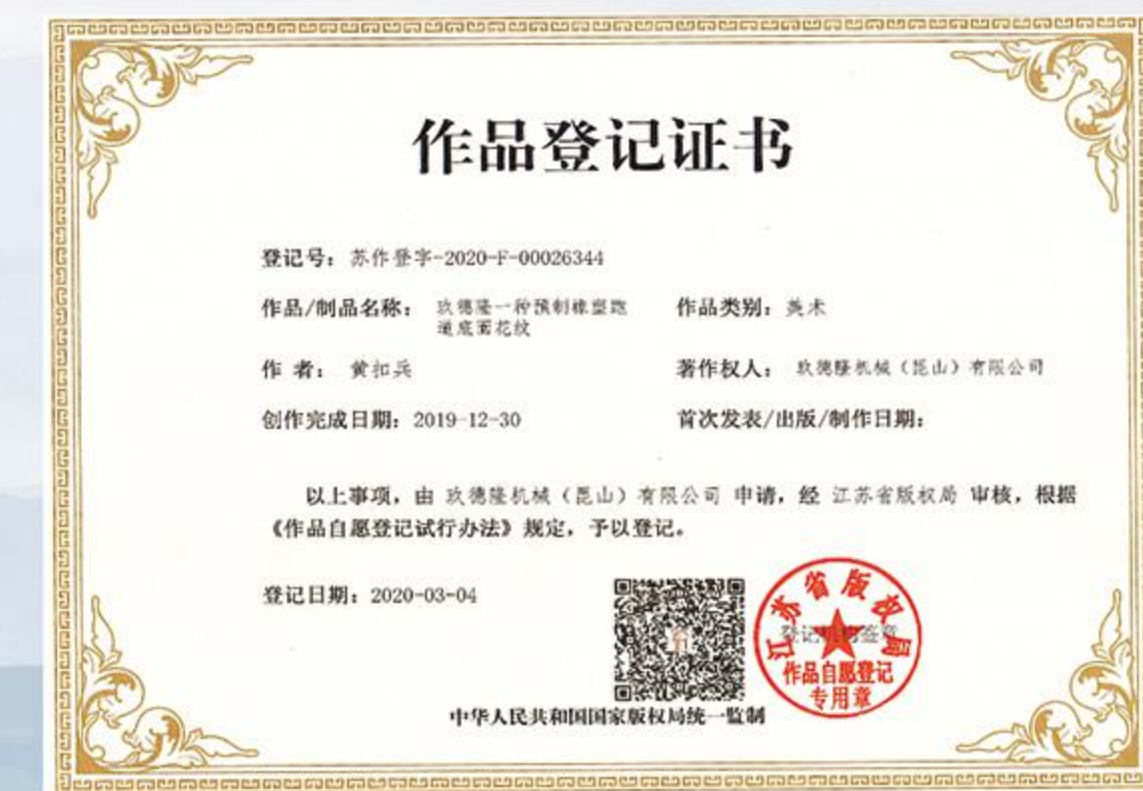 作品登记证书
登记号：苏作登字-2020-F-00026344
作品/制品名称：玖德隆一种预制橡塑跑
道底面花纹
作品类别：美术
作 者：黄扣兵
著作权人：玖德隆机械（昆山）有限公司
创作完成日期：2019-12-30
首次发表/出版/制作日期：
以上事项，由 玖德隆机械（昆山）有限公司 申请，经 江苏省版权局 审核，根据
《作品自愿登记试行办法》规定，予以登记。
登记日期：2020-03-04
江苏省版权局
登记机构签章
作品自愿登记
专用章
中华人民共和国国家版权局统一监制